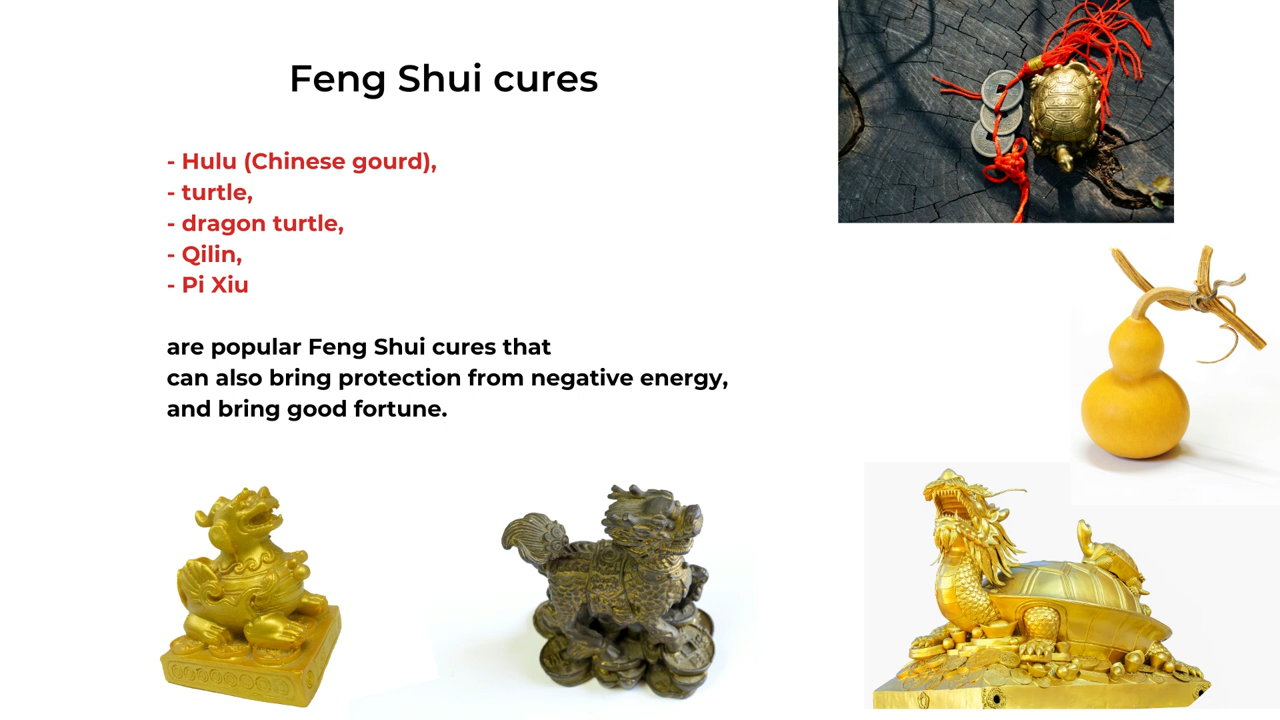 Feng Shui cures
- Hulu (Chinese gourd),
- turtle,
- dragon turtle,
- Qilin,
- Pi Xiu
are popular Feng Shui cures that
can also bring protection from negative energy,
and bring good fortune.